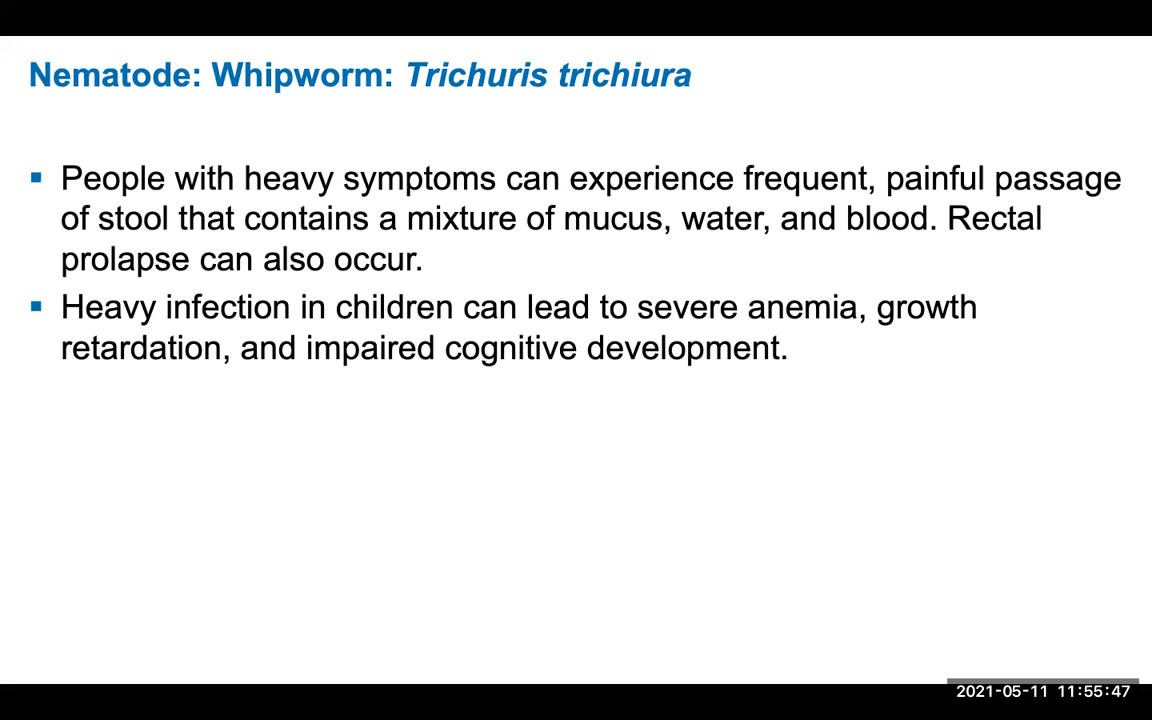 Nematode: Whipworm: Trichuris trichiura
▪ People with heavy symptoms can experience frequent, painful passage
of stool that contains a mixture of mucus, water, and blood. Rectal
prolapse can also occur.
▪ Heavy infection in children can lead to severe anemia, growth
retardation, and impaired cognitive development.
2021-05-11 11:55:47